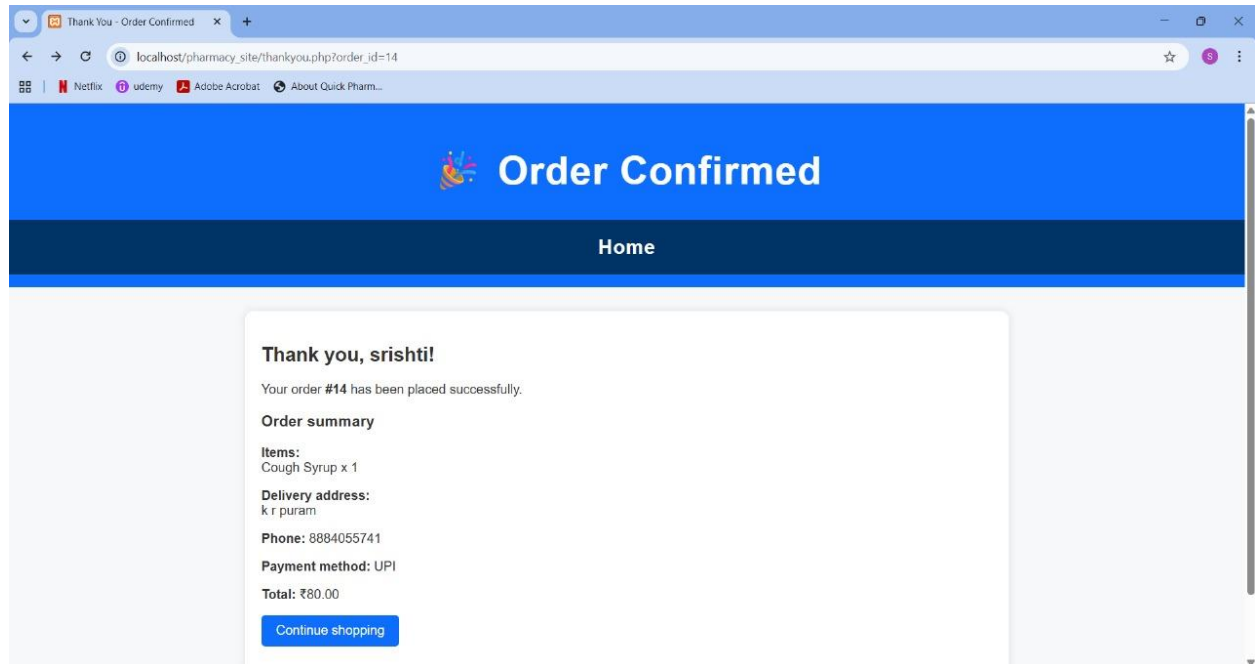 Thank You - Order Confirmed
localhost/pharmacy_site/thankyou.php?order_id=14
S
Netflix udemy Adobe Acrobat About Quick Pharm...
🎉 Order Confirmed
Home
Thank you, srishti!
Your order #14 has been placed successfully.
Order summary
Items:
Cough Syrup x 1
Delivery address:
k r puram
Phone: 8884055741
Payment method: UPI
Total: ₹80.00
Continue shopping